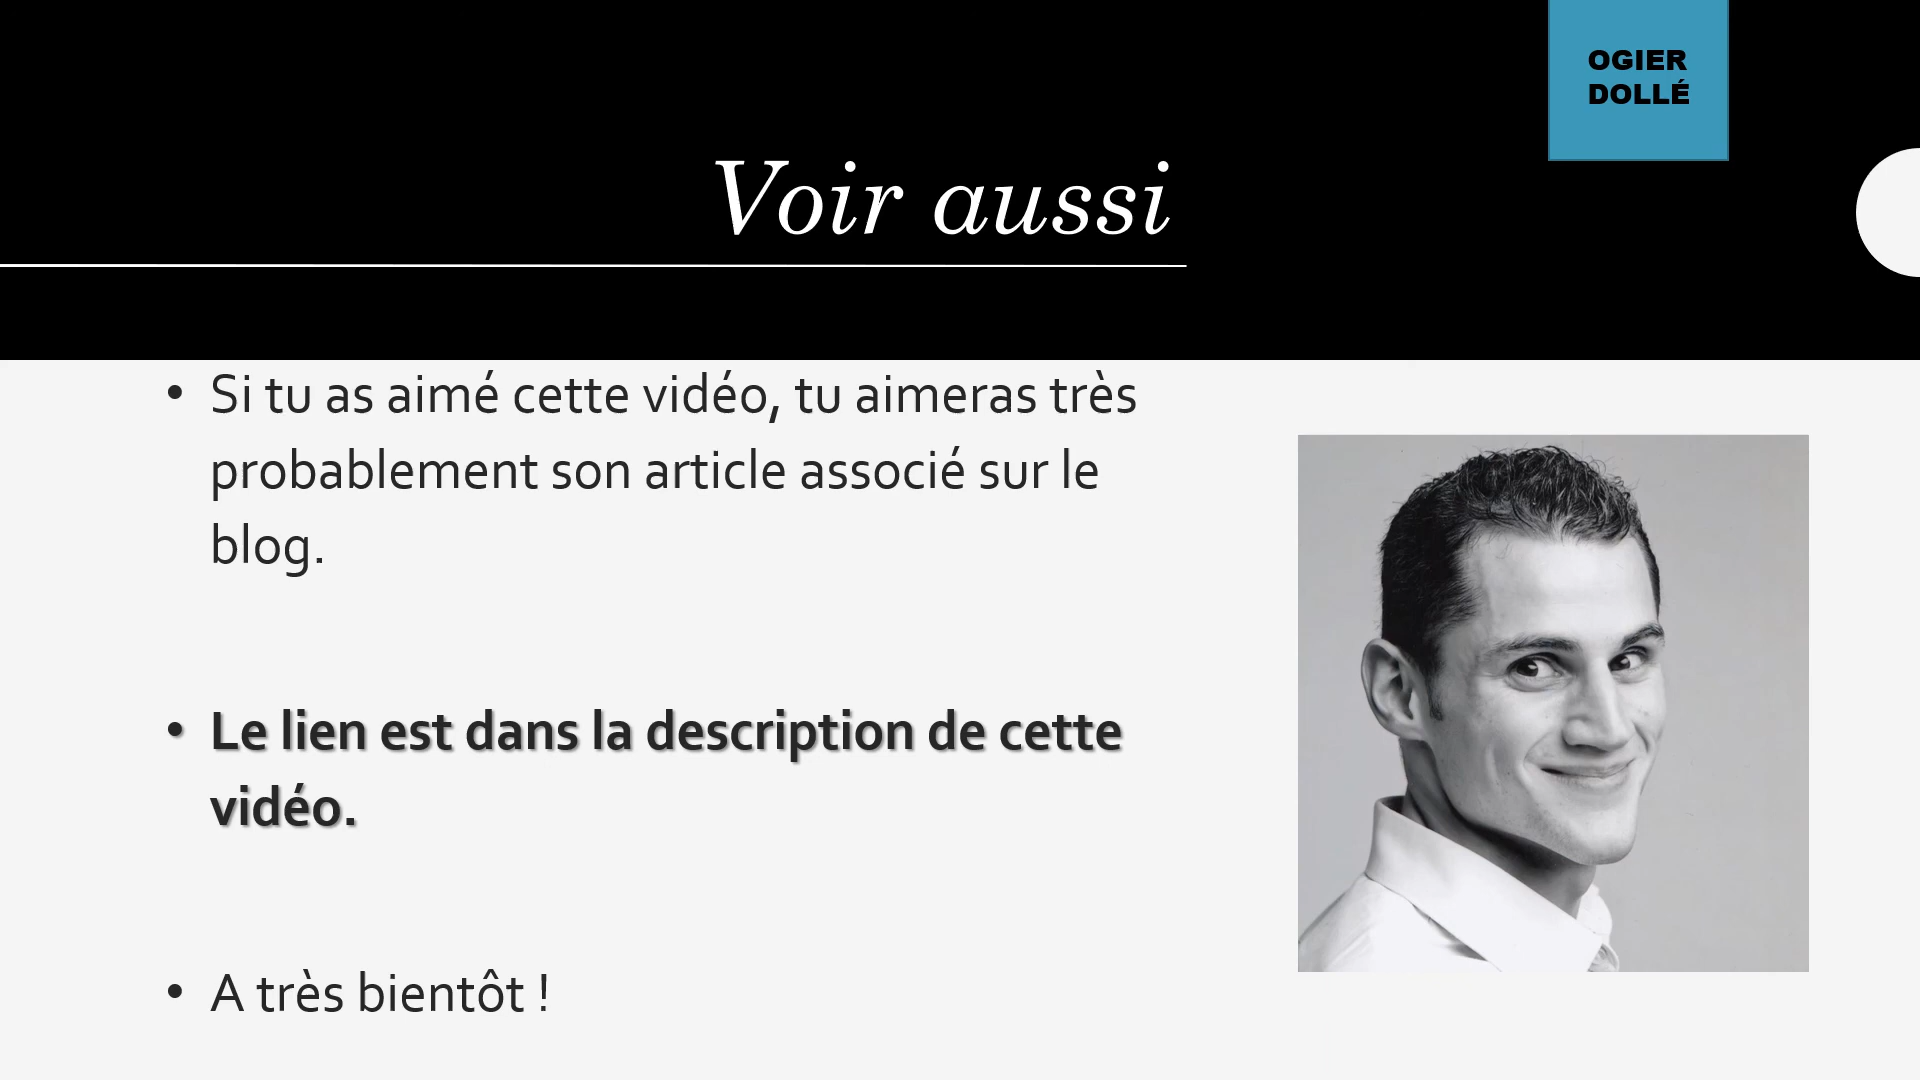 OGIER
DOLLÉ
Voir aussi
• Si tu as aimé cette vidéo, tu aimeras très
probablement son article associé sur le
blog.
• Le lien est dans la description de cette
vidéo.
• A très bientôt !